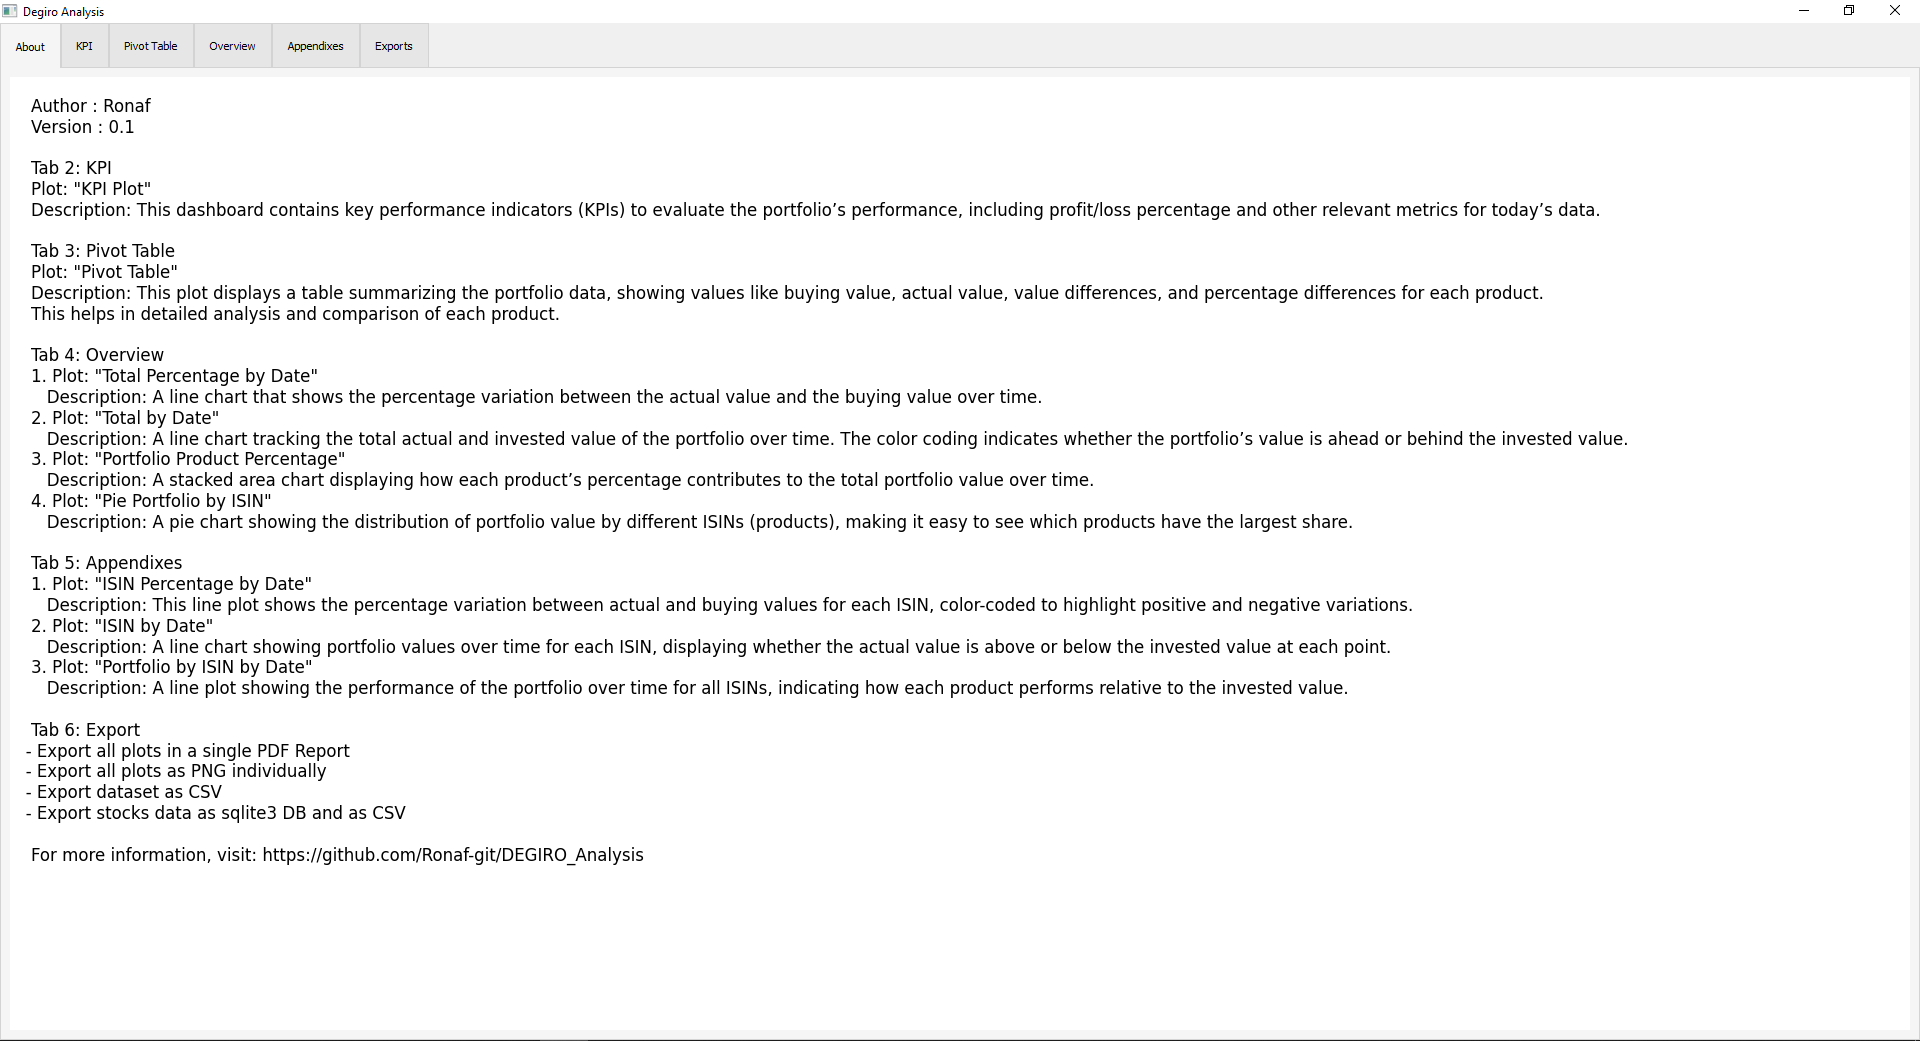 Degiro Analysis
About
KPI
Pivot Table
Overview
Appendixes
Exports
Author : Ronaf
Version : 0.1
Tab 2: KPI
Plot: "KPI Plot"
Description: This dashboard contains key performance indicators (KPIs) to evaluate the portfolio’s performance, including profit/loss percentage and other relevant metrics for today’s data.
Tab 3: Pivot Table
Plot: "Pivot Table"
Description: This plot displays a table summarizing the portfolio data, showing values like buying value, actual value, value differences, and percentage differences for each product.
This helps in detailed analysis and comparison of each product.
Tab 4: Overview
1. Plot: "Total Percentage by Date"
Description: A line chart that shows the percentage variation between the actual value and the buying value over time.
2. Plot: "Total by Date"
Description: A line chart tracking the total actual and invested value of the portfolio over time. The color coding indicates whether the portfolio’s value is ahead or behind the invested value.
3. Plot: "Portfolio Product Percentage"
Description: A stacked area chart displaying how each product’s percentage contributes to the total portfolio value over time.
4. Plot: "Pie Portfolio by ISIN"
Description: A pie chart showing the distribution of portfolio value by different ISINs (products), making it easy to see which products have the largest share.
Tab 5: Appendixes
1. Plot: "ISIN Percentage by Date"
Description: This line plot shows the percentage variation between actual and buying values for each ISIN, color-coded to highlight positive and negative variations.
2. Plot: "ISIN by Date"
Description: A line chart showing portfolio values over time for each ISIN, displaying whether the actual value is above or below the invested value at each point.
3. Plot: "Portfolio by ISIN by Date"
Description: A line plot showing the performance of the portfolio over time for all ISINs, indicating how each product performs relative to the invested value.
Tab 6: Export
- Export all plots in a single PDF Report
- Export all plots as PNG individually
- Export dataset as CSV
- Export stocks data as sqlite3 DB and as CSV
For more information, visit: https://github.com/Ronaf-git/DEGIRO_Analysis